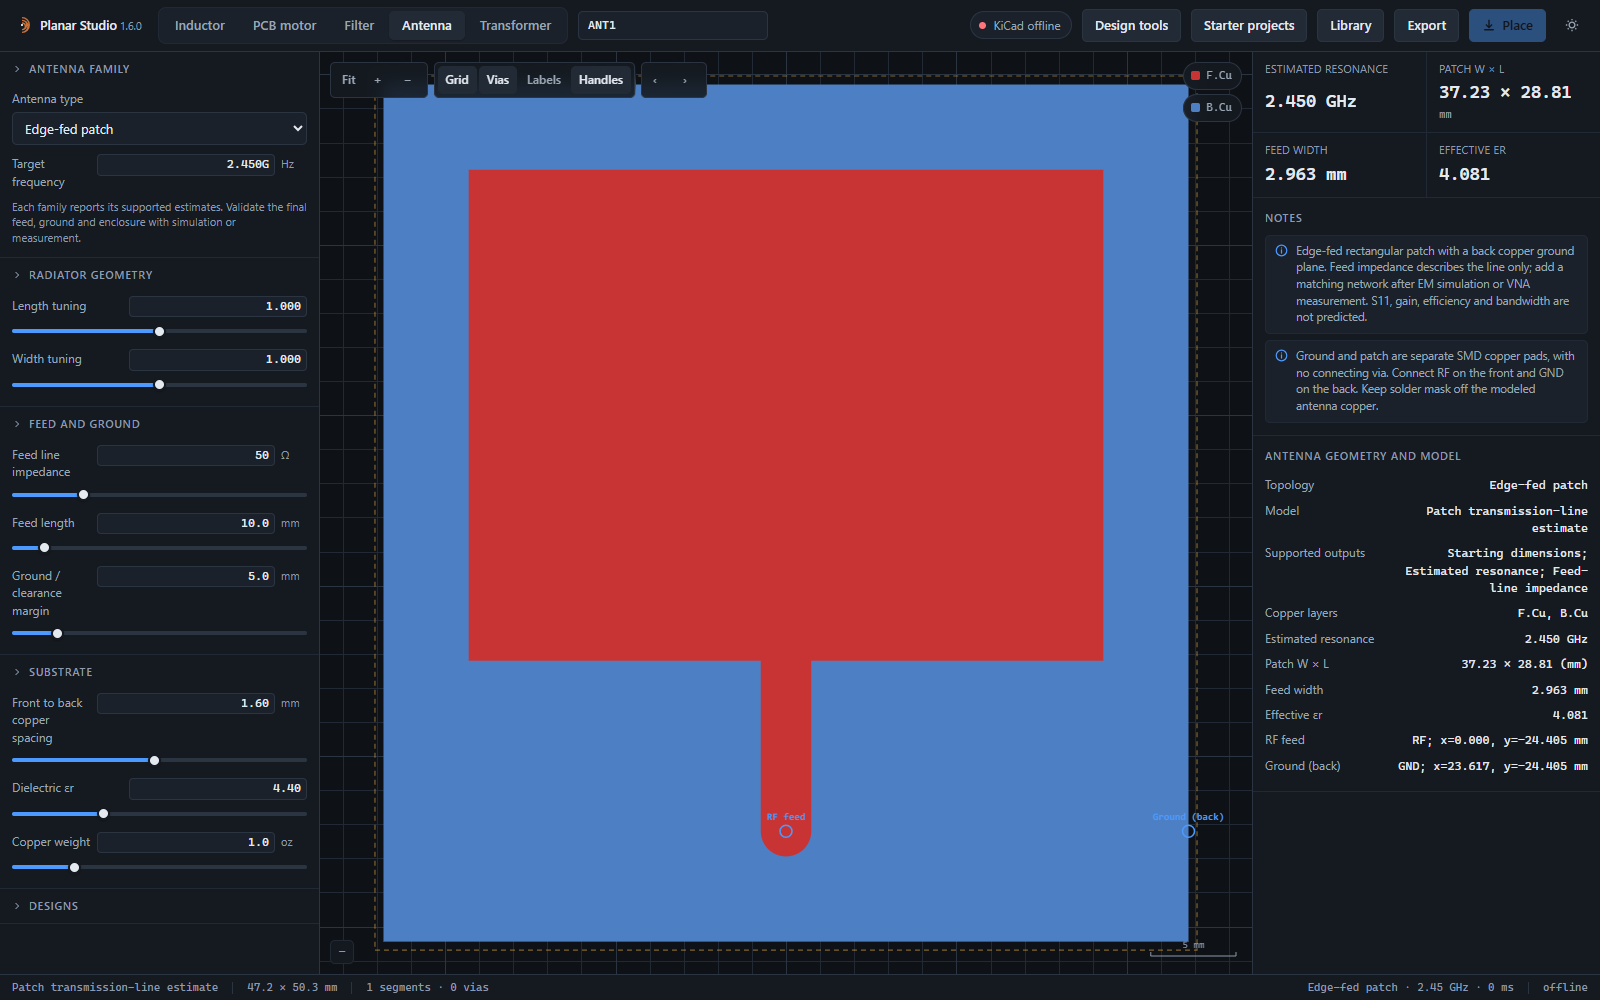 Planar Studio 1.6.0
Inductor
PCB motor
Filter
Antenna
Transformer
ANT1
KiCad offline
Design tools
Starter projects
Library
Export
Place
ANTENNA FAMILY
Antenna type
Edge-fed patch
Target
frequency
2.450G Hz
Each family reports its supported estimates. Validate the final
feed, ground and enclosure with simulation or
measurement.
RADIATOR GEOMETRY
Length tuning 1.000
Width tuning 1.000
FEED AND GROUND
Feed line
impedance
50 Ω
Feed length 10.0 mm
Ground /
clearance
margin
5.0 mm
SUBSTRATE
Front to back
copper
spacing
1.60 mm
Dielectric εr 4.40
Copper weight 1.0 oz
DESIGNS
Fit + −
Grid Vias Labels Handles
‹ ›
F.Cu
B.Cu
RF feed
Ground (back)
5 mm
−
ESTIMATED RESONANCE
2.450 GHz
PATCH W × L
37.23 × 28.81
mm
FEED WIDTH
2.963 mm
EFFECTIVE ΕR
4.081
NOTES
Edge-fed rectangular patch with a back copper ground
plane. Feed impedance describes the line only; add a
matching network after EM simulation or VNA
measurement. S11, gain, efficiency and bandwidth are
not predicted.
Ground and patch are separate SMD copper pads, with
no connecting via. Connect RF on the front and GND
on the back. Keep solder mask off the modeled
antenna copper.
ANTENNA GEOMETRY AND MODEL
Topology Edge-fed patch
Model Patch transmission-line
estimate
Supported outputs Starting dimensions;
Estimated resonance; Feed-
line impedance
Copper layers F.Cu, B.Cu
Estimated resonance 2.450 GHz
Patch W × L 37.23 × 28.81 (mm)
Feed width 2.963 mm
Effective εr 4.081
RF feed RF; x=0.000, y=−24.405 mm
Ground (back) GND; x=23.617, y=−24.405 mm
Patch transmission-line estimate
47.2 × 50.3 mm
1 segments · 0 vias
Edge-fed patch · 2.45 GHz · 0 ms
offline